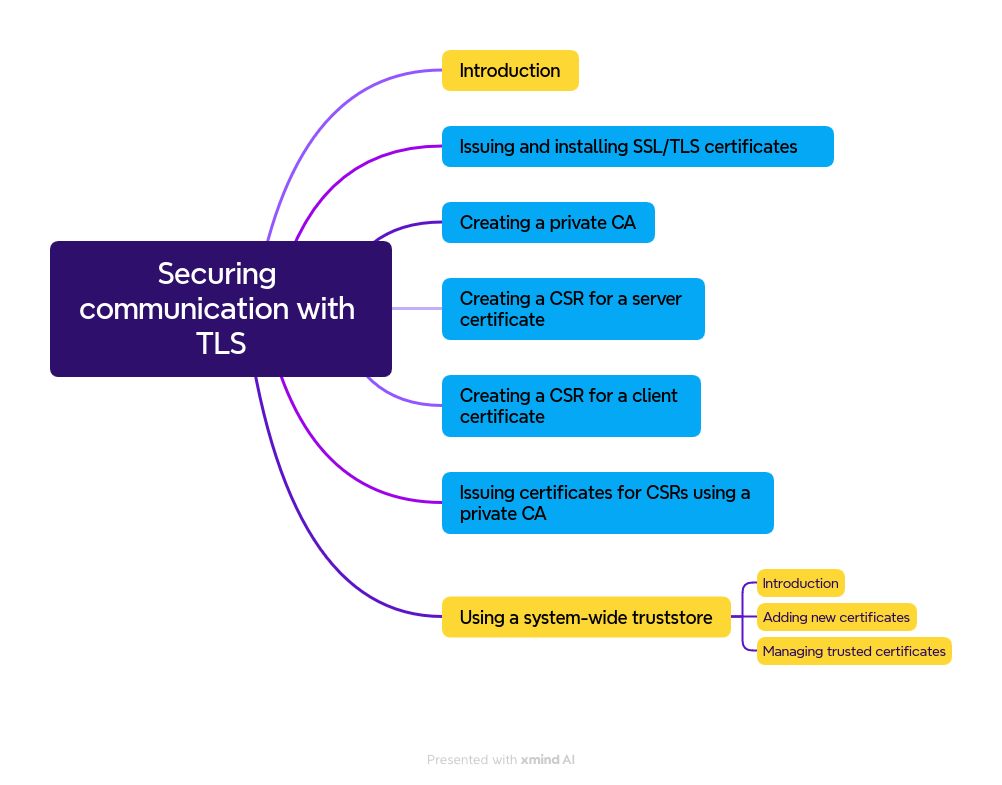 Introduction
Issuing and installing SSL/TLS certificates
Creating a private CA
Securing
communication with
TLS
Creating a CSR for a server
certificate
Creating a CSR for a client
certificate
Issuing certificates for CSRs using a
private CA
Using a system-wide truststore
Introduction
Adding new certificates
Managing trusted certificates
Presented with xmind AI